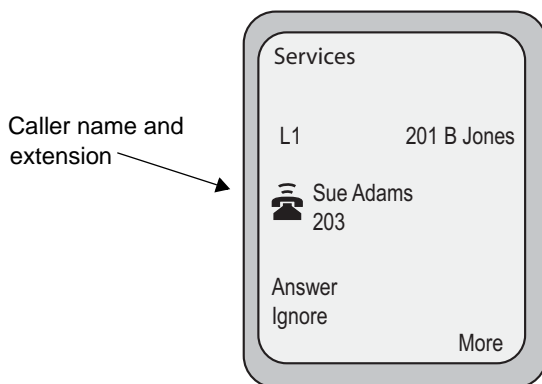 Services
Caller name and
extension
L1 201 B Jones
Sue Adams
203
Answer
Ignore
More